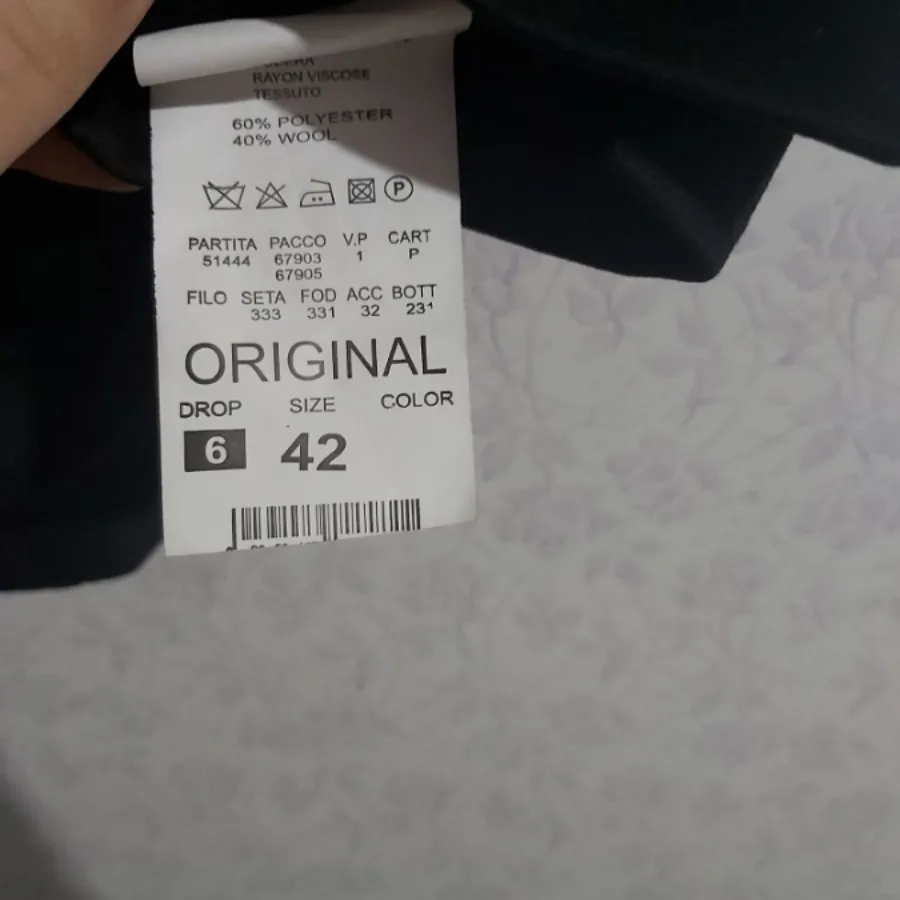 RAYON VISCOSE
TESSUTO
60% POLYESTER
40% WOOL
P
PARTITA PACCO V.P CART
51444 67903 1 P
67905
FILO SETA FOD ACC BOTT
333 331 32 231
ORIGINAL
DROP SIZE COLOR
6 42